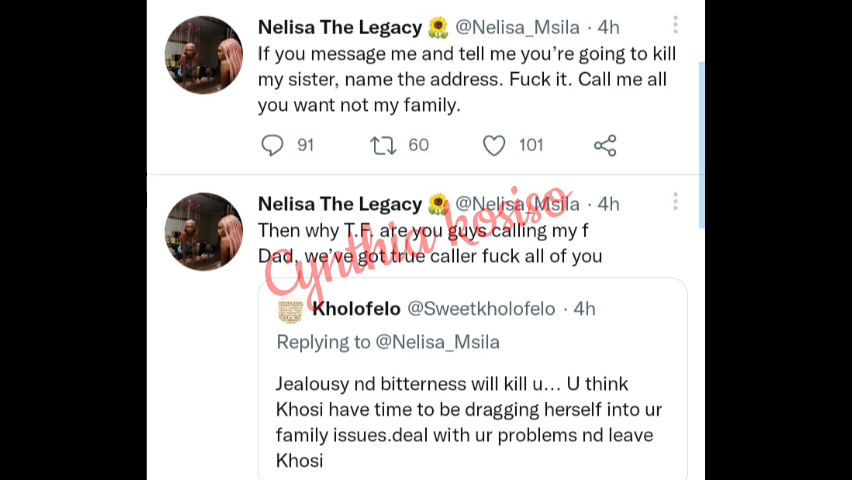 Nelisa The Legacy 🌻 @Nelisa_Msila · 4h
If you message me and tell me you're going to kill
my sister, name the address. Fuck it. Call me all
you want not my family.
91 60 101
Nelisa The Legacy 🌻 @Nelisa_Msila · 4h
Then why T.F. are you guys calling my f
Dad, we've got true caller fuck all of you
Cynthia kosiso
Kholofelo @Sweetkholofelo · 4h
Replying to @Nelisa_Msila
Jealousy nd bitterness will kill u... U think
Khosi have time to be dragging herself into ur
family issues.deal with ur problems nd leave
Khosi